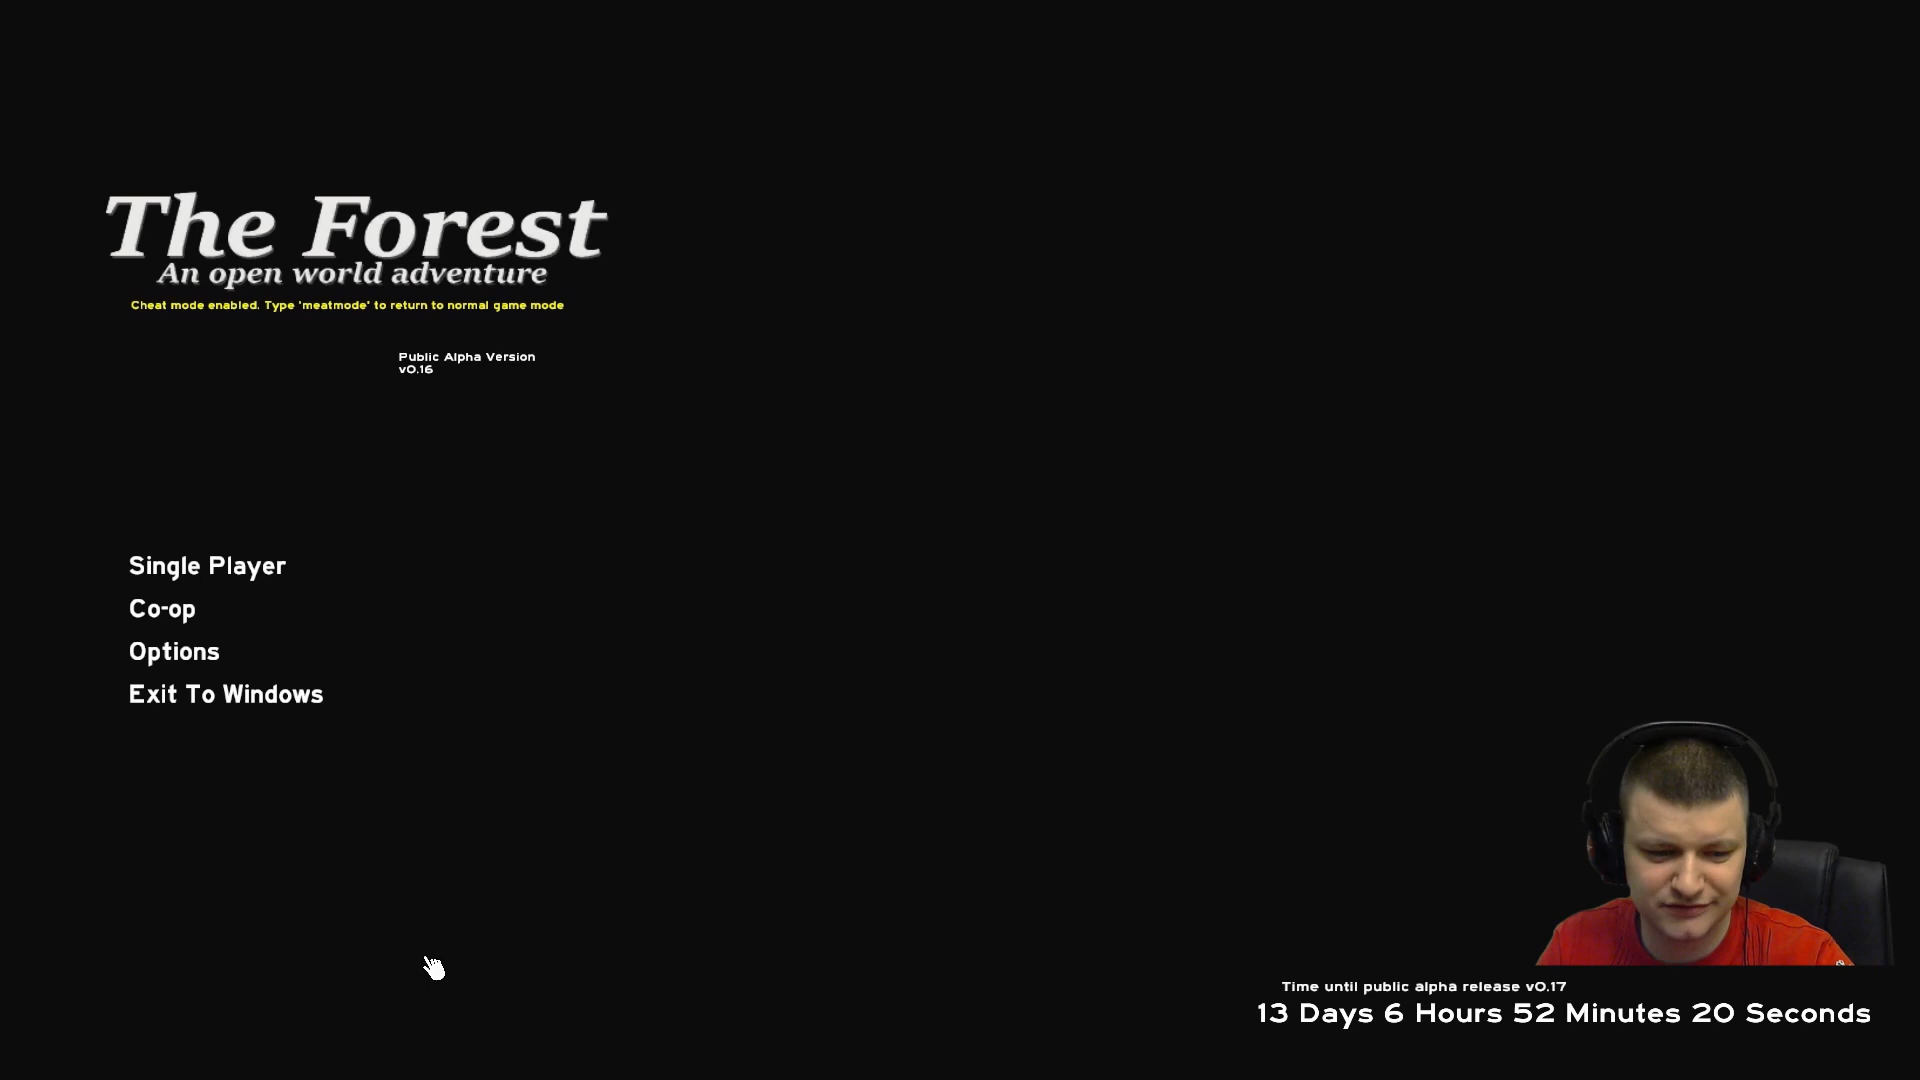 The Forest
An open world adventure
Cheat mode enabled. Type 'meatmode' to return to normal game mode
Public Alpha Version
v0.16
Single Player
Co-op
Options
Exit To Windows
Time until public alpha release v0.17
13 Days 6 Hours 52 Minutes 20 Seconds